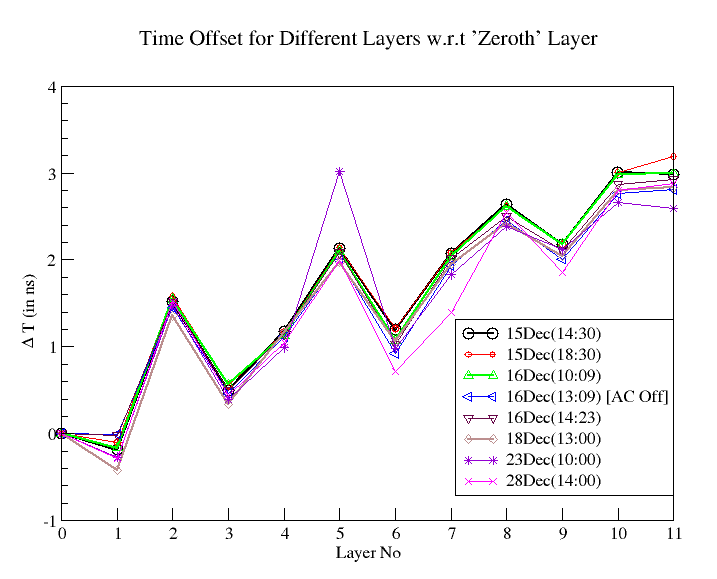 Time Offset for Different Layers w.r.t 'Zeroth' Layer
4
3
2
1
0
-1
Δ T (in ns)
15Dec(14:30)
15Dec(18:30)
16Dec(10:09)
16Dec(13:09) [AC Off]
16Dec(14:23)
18Dec(13:00)
23Dec(10:00)
28Dec(14:00)
0 1 2 3 4 5 6 7 8 9 10 11
Layer No